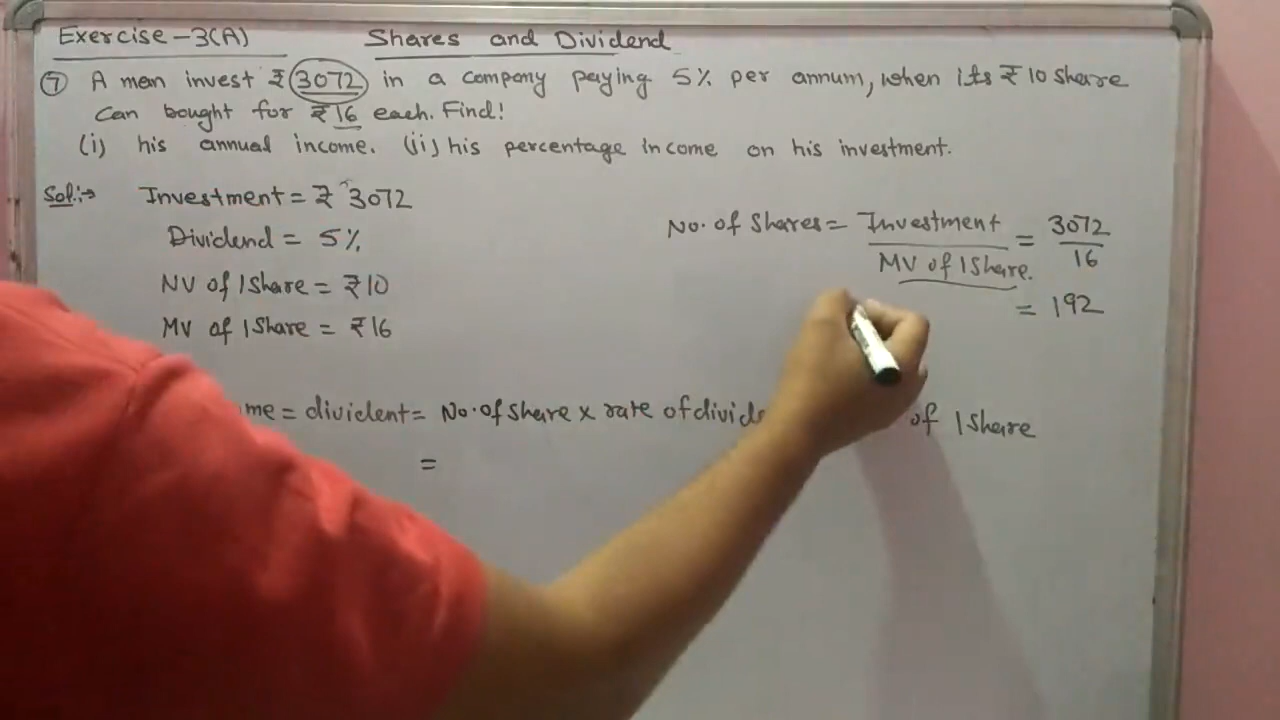 Exercise-3(A) Shares and Dividend
⑦ A man invest ₹ 3072 in a company paying 5% per annum, when its ₹ 10 share
can bought for ₹ 16 each. Find!
(i) his annual income. (ii) his percentage income on his investment.
Sol:→ Investment = ₹ 3072
Dividend = 5%
NV of 1 Share = ₹10
MV of 1 Share = ₹16
No. of Shares = Investment / MV of 1 Share. = 3072 / 16
= 192
me = divident = No. of Share x rate of of 1 Share
=